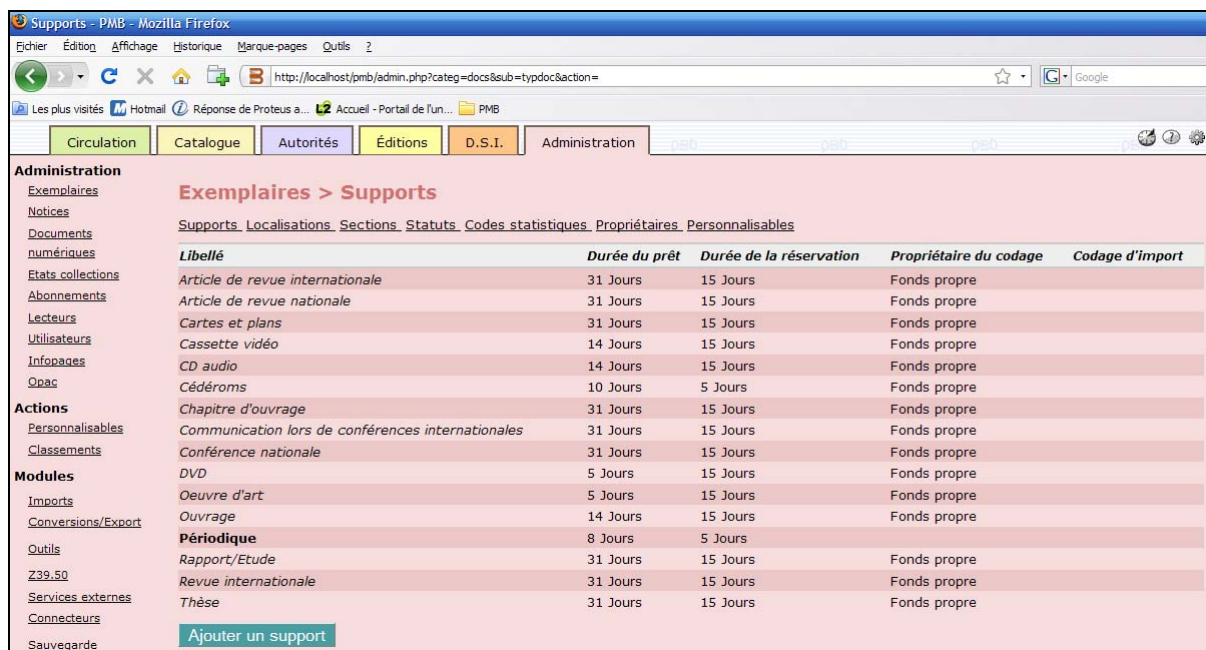 Supports - PMB - Mozilla Firefox
Fichier Édition Affichage Historique Marque-pages Outils ?
http://localhost/pmb/admin.php?categ=docs&sub=typdoc&action=
Google
Les plus visités Hotmail Réponse de Proteus a... L2 Accueil - Portail de l'un... PMB
Circulation Catalogue Autorités Éditions D.S.I. Administration
Administration
Exemplaires
Notices
Documents
numériques
Etats collections
Abonnements
Lecteurs
Utilisateurs
Infopages
Opac
Actions
Personnalisables
Classements
Modules
Imports
Conversions/Export
Outils
Z39.50
Services externes
Connecteurs
Sauvegarde
Exemplaires > Supports
Supports Localisations Sections Statuts Codes statistiques Propriétaires Personnalisables
Libellé Durée du prêt Durée de la réservation Propriétaire du codage Codage d'import
Article de revue internationale 31 Jours 15 Jours Fonds propre
Article de revue nationale 31 Jours 15 Jours Fonds propre
Cartes et plans 31 Jours 15 Jours Fonds propre
Cassette vidéo 14 Jours 15 Jours Fonds propre
CD audio 14 Jours 15 Jours Fonds propre
Cédéroms 10 Jours 5 Jours Fonds propre
Chapitre d'ouvrage 31 Jours 15 Jours Fonds propre
Communication lors de conférences internationales 31 Jours 15 Jours Fonds propre
Conférence nationale 31 Jours 15 Jours Fonds propre
DVD 5 Jours 15 Jours Fonds propre
Oeuvre d'art 5 Jours 15 Jours Fonds propre
Ouvrage 14 Jours 15 Jours Fonds propre
Périodique 8 Jours 5 Jours
Rapport/Etude 31 Jours 15 Jours Fonds propre
Revue internationale 31 Jours 15 Jours Fonds propre
Thèse 31 Jours 15 Jours Fonds propre
Ajouter un support